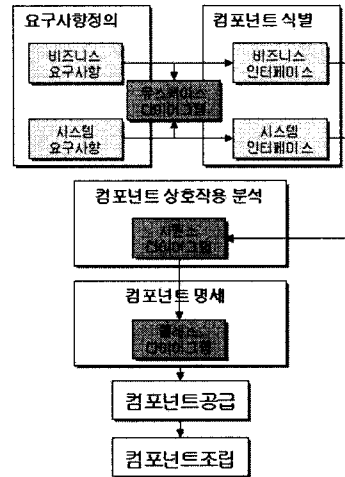 요구사항정의
컴포넌트 식별
비즈니스
요구사항
비즈니스
인터페이스
유스케이스
다이어그램
시스템
요구사항
시스템
인터페이스
컴포넌트 상호작용 분석
시퀀스
다이어그램
컴포넌트 명세
클래스
다이어그램
컴포넌트공급
컴포넌트조립